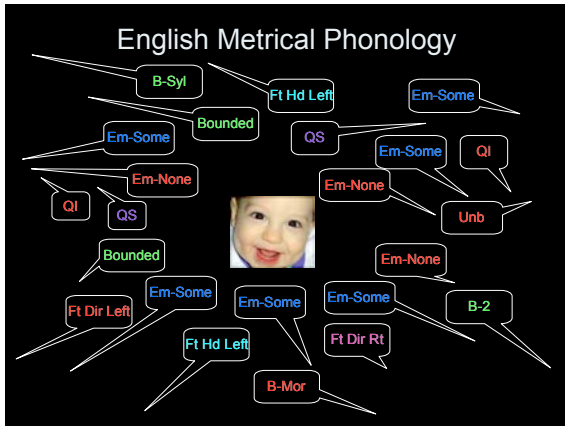 English Metrical Phonology
B-Syl
Ft Hd Left
Em-Some
Bounded
Em-Some
QS
Em-Some
QI
Em-None
Em-None
QI
QS
Unb
Bounded
Em-None
Em-Some
Em-Some
Em-Some
Ft Dir Left
B-2
Ft Hd Left
Ft Dir Rt
B-Mor